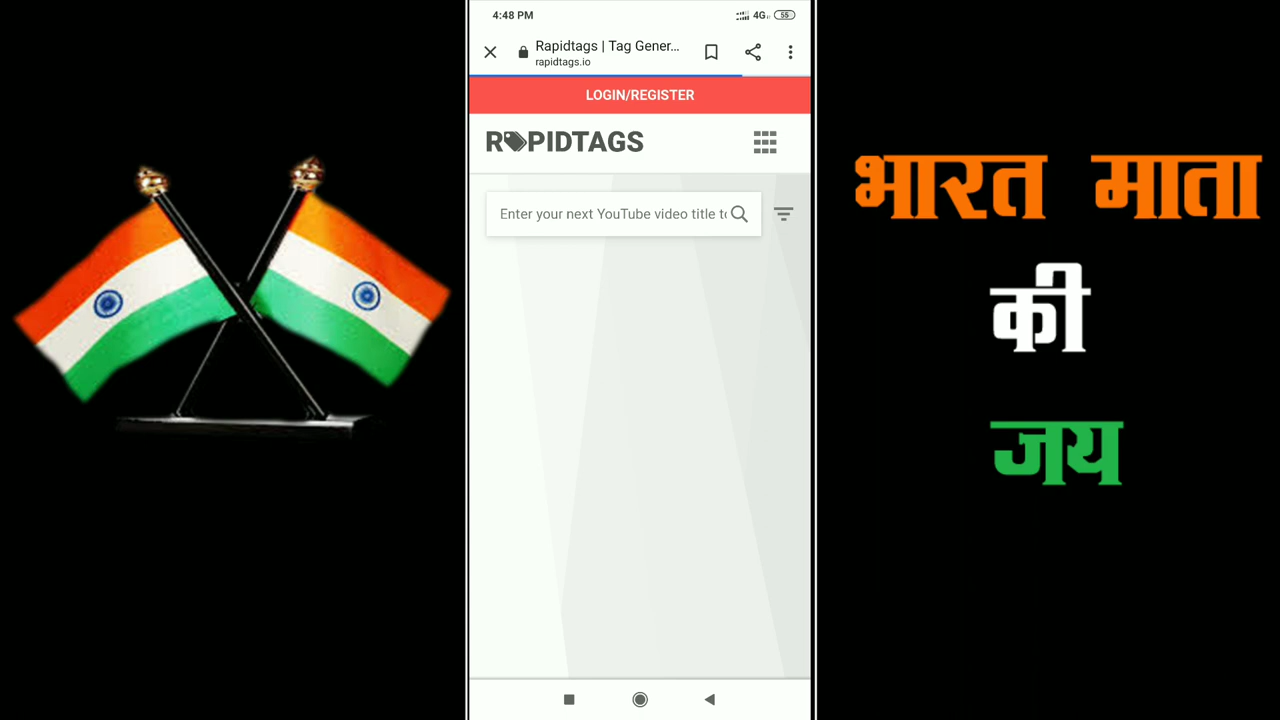 4:48 PM
4G
55
Rapidtags | Tag Gener...
rapidtags.io
LOGIN/REGISTER
RAPIDTAGS
Enter your next YouTube video title t
भारत माता
की
जय